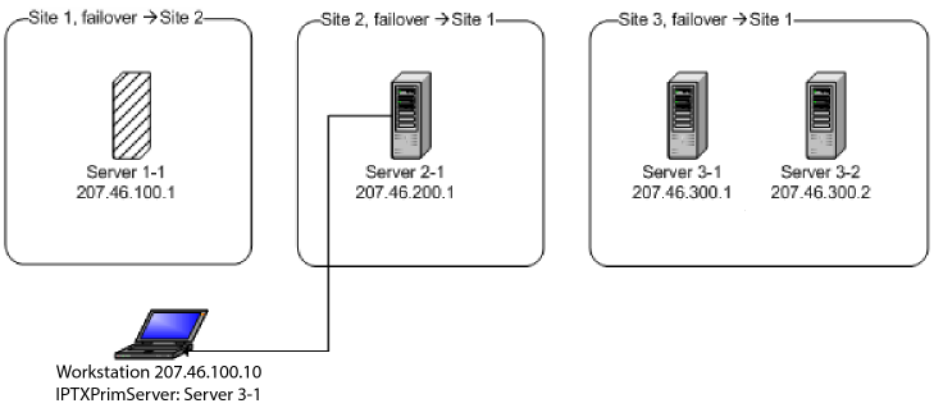 Site 1, failover →Site 2
Site 2, failover →Site 1
Site 3, failover →Site 1
Server 1-1
207.46.100.1
Server 2-1
207.46.200.1
Server 3-1
207.46.300.1
Server 3-2
207.46.300.2
Workstation 207.46.100.10
IPTXPrimServer: Server 3-1